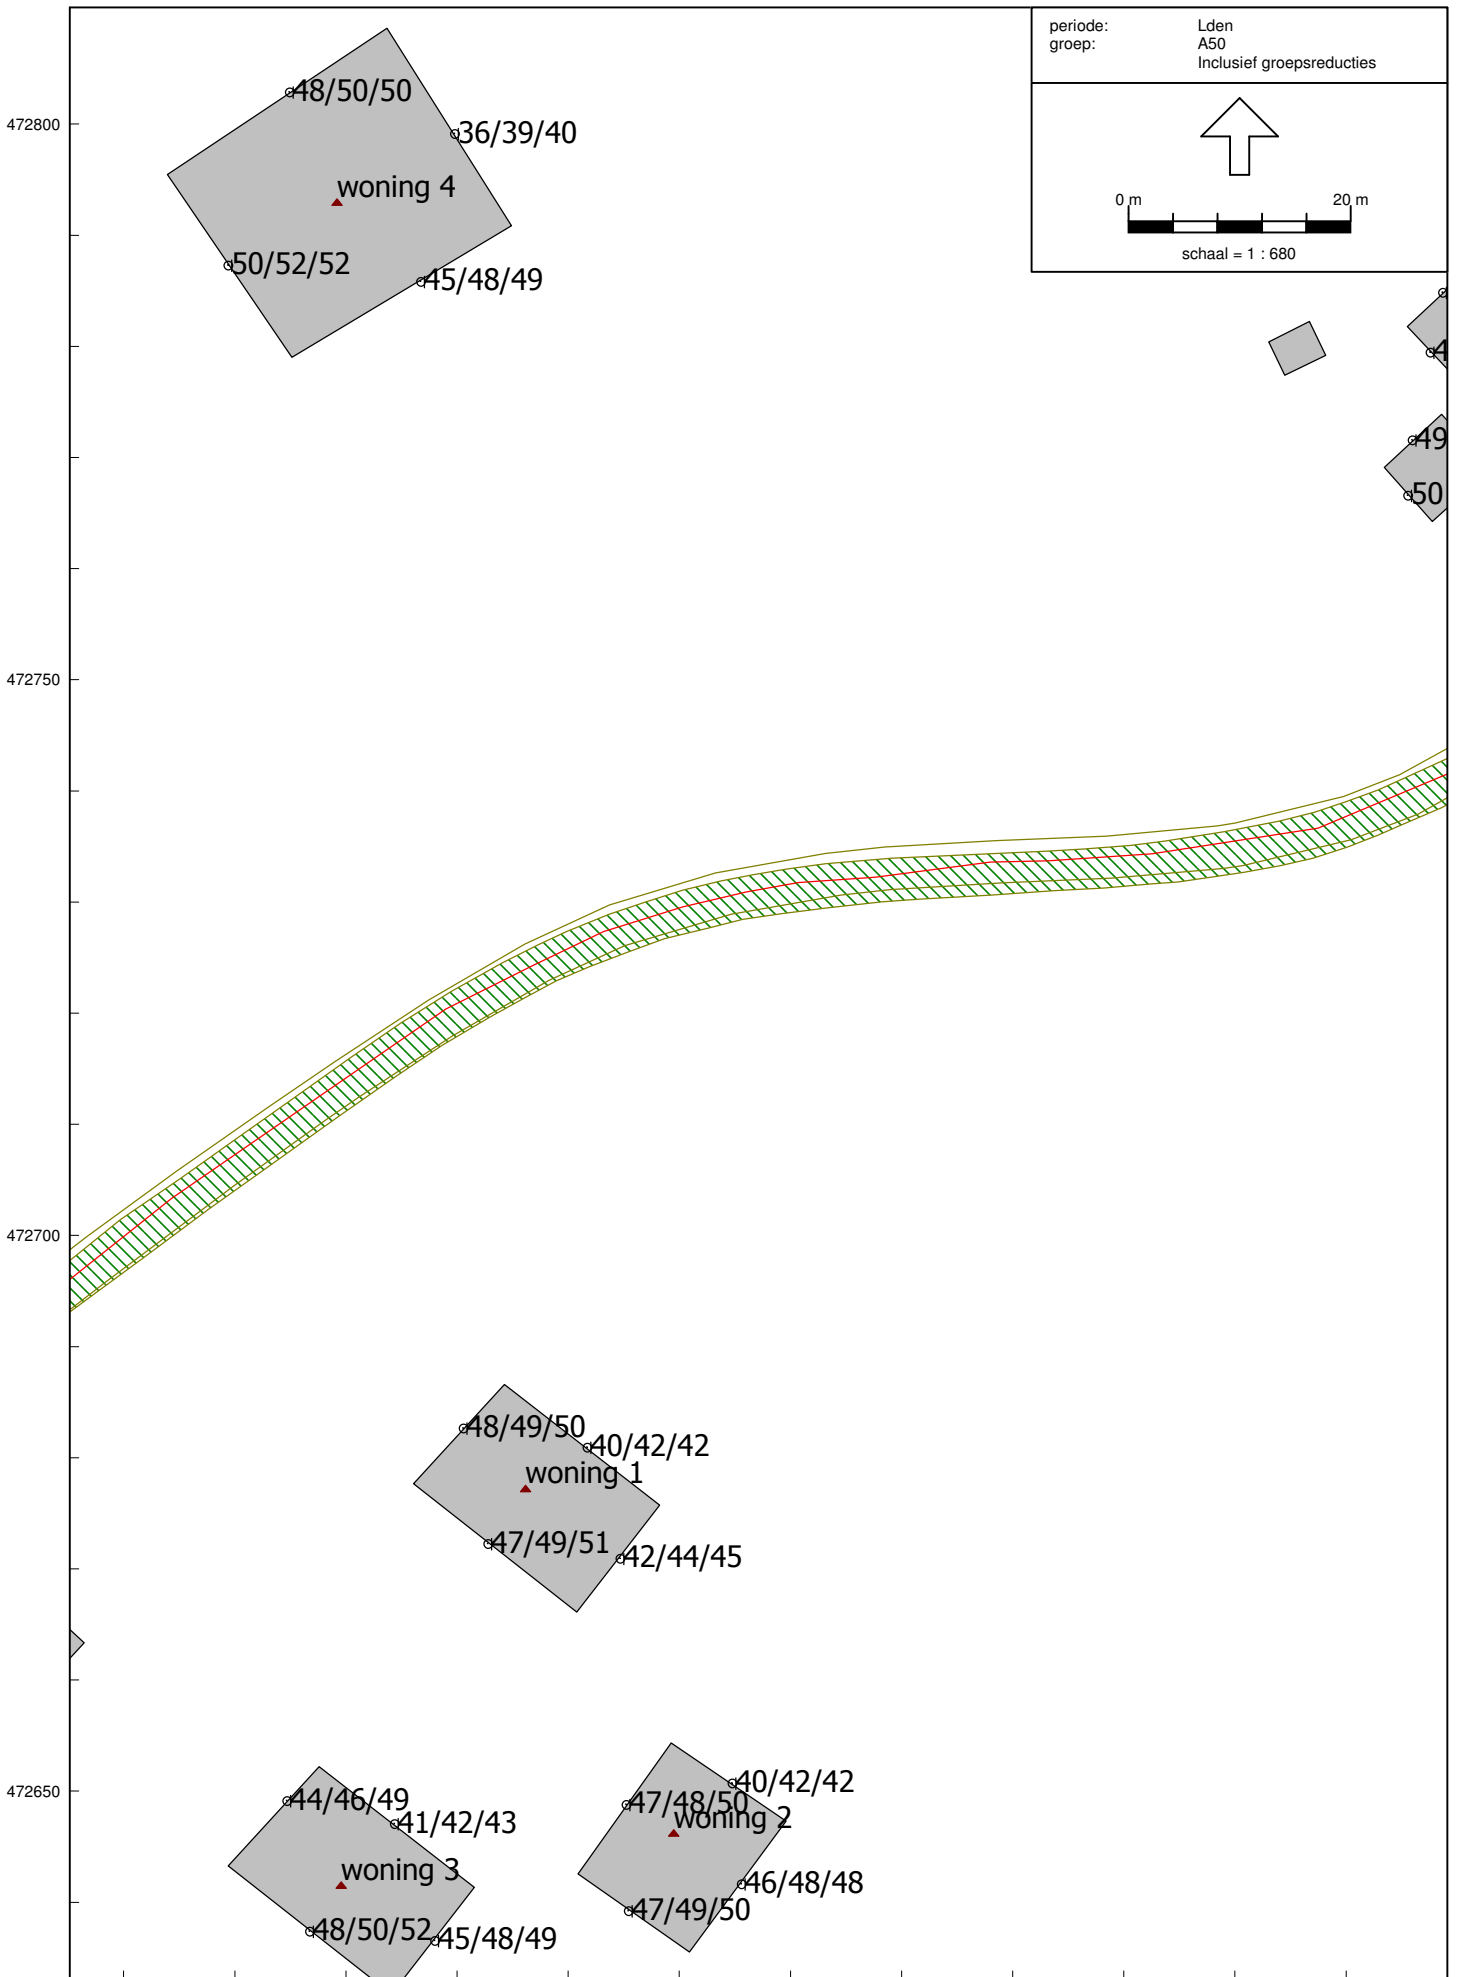 periode: Lden
groep: A50
Inclusief groepsreducties
0 m 20 m
schaal = 1 : 680
472800
48/50/50
36/39/40
woning 4
50/52/52
45/48/49
4
49
50
472750
472700
48/49/50
40/42/42
woning 1
47/49/51
42/44/45
472650
44/46/49
41/42/43
woning 3
48/50/52
45/48/49
40/42/42
47/48/50
woning 2
46/48/48
47/49/50